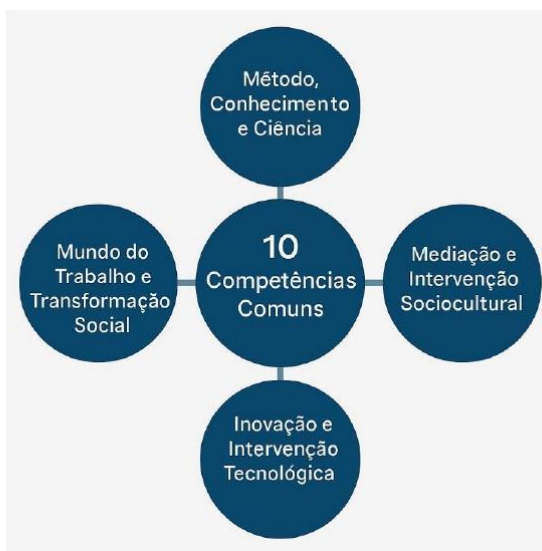 Método,
Conhecimento
e Ciência
Mundo do
Trabalho e
Transformação
Social
10
Competências
Comuns
Mediação e
Intervenção
Sociocultural
Inovação e
Intervenção
Tecnológica